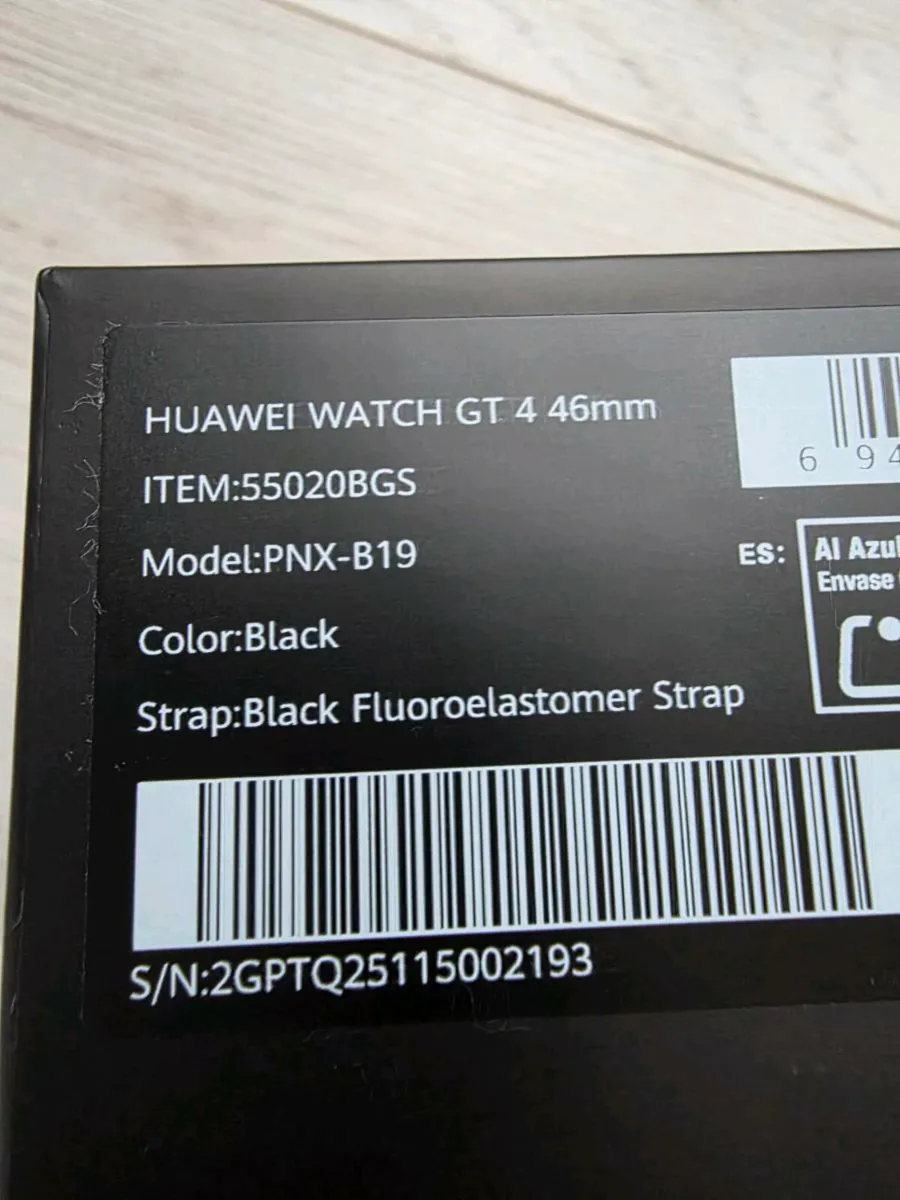 HUAWEI WATCH GT 4 46mm
ITEM:55020BGS
Model:PNX-B19
Color:Black
Strap:Black Fluoroelastomer Strap
S/N:2GPTQ25115002193
6 94
ES:
Al Azul
Envase